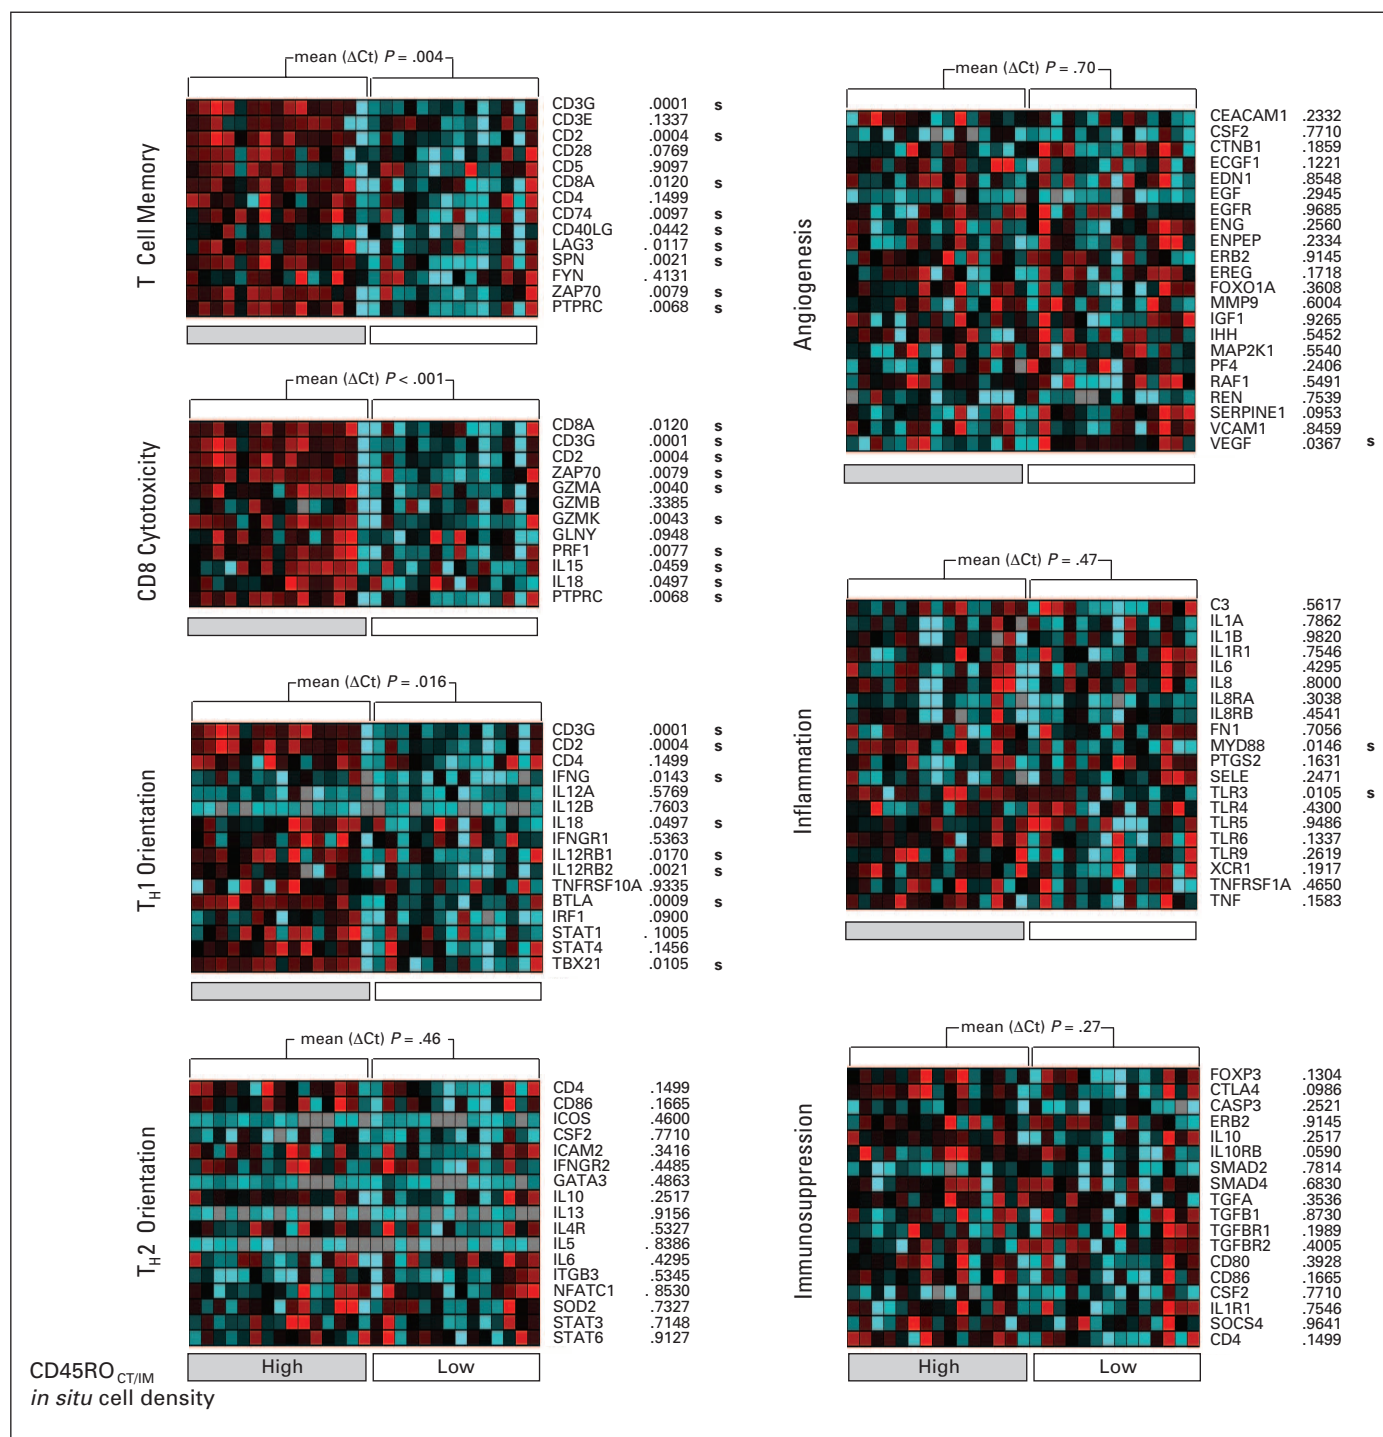 mean (ΔCt) P = .004
T Cell Memory
CD3G .0001 s
CD3E .1337
CD2 .0004 s
CD28 .0769
CD5 .9097
CD8A .0120 s
CD4 .1499
CD74 .0097 s
CD40LG .0442 s
LAG3 .0117 s
SPN .0021 s
FYN .4131
ZAP70 .0079 s
PTPRC .0068 s
mean (ΔCt) P < .001
CD8 Cytotoxicity
CD8A .0120 s
CD3G .0001 s
CD2 .0004 s
ZAP70 .0079 s
GZMA .0040 s
GZMB .3385
GZMK .0043 s
GLNY .0948
PRF1 .0077 s
IL15 .0459 s
IL18 .0497 s
PTPRC .0068 s
mean (ΔCt) P = .016
TH1 Orientation
CD3G .0001 s
CD2 .0004 s
CD4 .1499
IFNG .0143 s
IL12A .5769
IL12B .7603
IL18 .0497 s
IFNGR1 .5363
IL12RB1 .0170 s
IL12RB2 .0021 s
TNFRSF10A .9335
BTLA .0009 s
IRF1 .0900
STAT1 .1005
STAT4 .1456
TBX21 .0105 s
mean (ΔCt) P = .46
TH2 Orientation
CD4 .1499
CD86 .1665
ICOS .4600
CSF2 .7710
ICAM2 .3416
IFNGR2 .4485
GATA3 .4863
IL10 .2517
IL13 .9156
IL4R .5327
IL5 .8386
IL6 .4295
ITGB3 .5345
NFATC1 .8530
SOD2 .7327
STAT3 .7148
STAT6 .9127
High Low
CD45RO CT/IM
in situ cell density
mean (ΔCt) P = .70
Angiogenesis
CEACAM1 .2332
CSF2 .7710
CTNB1 .1859
ECGF1 .1221
EDN1 .8548
EGF .2945
EGFR .9685
ENG .2560
ENPEP .2334
ERB2 .9145
EREG .1718
FOXO1A .3608
MMP9 .6004
IGF1 .9265
IHH .5452
MAP2K1 .5540
PF4 .2406
RAF1 .5491
REN .7539
SERPINE1 .0953
VCAM1 .8459
VEGF .0367 s
mean (ΔCt) P = .47
Inflammation
C3 .5617
IL1A .7862
IL1B .9820
IL1R1 .7546
IL6 .4295
IL8 .8000
IL8RA .3038
IL8RB .4541
FN1 .7056
MYD88 .0146 s
PTGS2 .1631
SELE .2471
TLR3 .0105 s
TLR4 .4300
TLR5 .9486
TLR6 .1337
TLR9 .2619
XCR1 .1917
TNFRSF1A .4650
TNF .1583
mean (ΔCt) P = .27
Immunosuppression
FOXP3 .1304
CTLA4 .0986
CASP3 .2521
ERB2 .9145
IL10 .2517
IL10RB .0590
SMAD2 .7814
SMAD4 .6830
TGFA .3536
TGFB1 .8730
TGFBR1 .1989
TGFBR2 .4005
CD80 .3928
CD86 .1665
CSF2 .7710
IL1R1 .7546
SOCS4 .9641
CD4 .1499
High Low